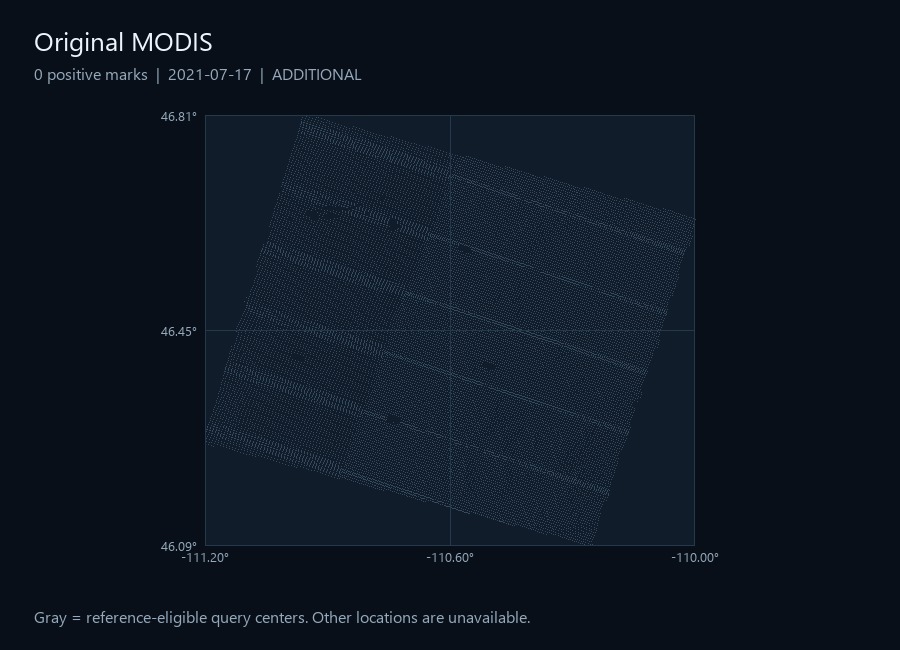 Original MODIS
0 positive marks | 2021-07-17 | ADDITIONAL
46.81°
46.45°
46.09°
-111.20°
-110.60°
-110.00°
Gray = reference-eligible query centers. Other locations are unavailable.